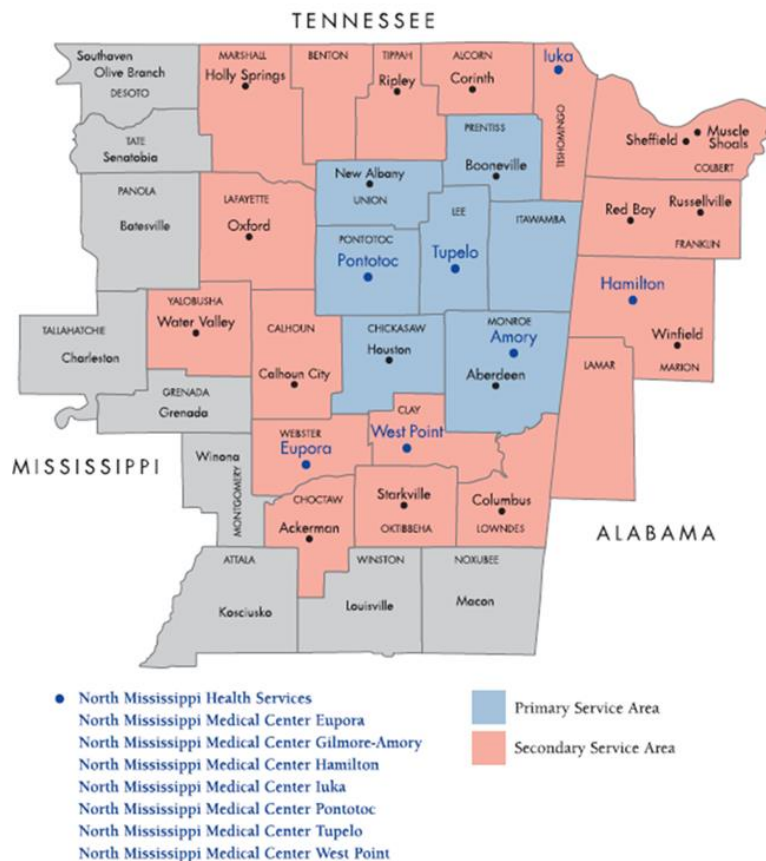 TENNESSEE
Southaven
Olive Branch
DESOTO
MARSHALL
Holly Springs
BENTON
TIPPAH
Ripley
ALCORN
Corinth
Iuka
TISHOMINGO
TATE
Senatobia
PRENTISS
Booneville
Sheffield
Muscle
Shoals
COLBERT
PANOLA
Batesville
LAFAYETTE
Oxford
New Albany
UNION
LEE
Tupelo
ITAWAMBA
Red Bay
Russellville
FRANKLIN
PONTOTOC
Pontotoc
Hamilton
Winfield
MARION
TALLAHATCHIE
Charleston
YALOBUSHA
Water Valley
CALHOUN
Calhoun City
CHICKASAW
Houston
MONROE
Amory
Aberdeen
LAMAR
GRENADA
Grenada
CLAY
West Point
WEBSTER
Eupora
MISSISSIPPI
Winona
MONTGOMERY
CHOCTAW
Ackerman
Starkville
OKTIBBEHA
Columbus
LOWNDES
ALABAMA
ATTALA
Kosciusko
WINSTON
Louisville
NOXUBEE
Macon
North Mississippi Health Services
North Mississippi Medical Center Eupora
North Mississippi Medical Center Gilmore-Amory
North Mississippi Medical Center Hamilton
North Mississippi Medical Center Iuka
North Mississippi Medical Center Pontotoc
North Mississippi Medical Center Tupelo
North Mississippi Medical Center West Point
Primary Service Area
Secondary Service Area